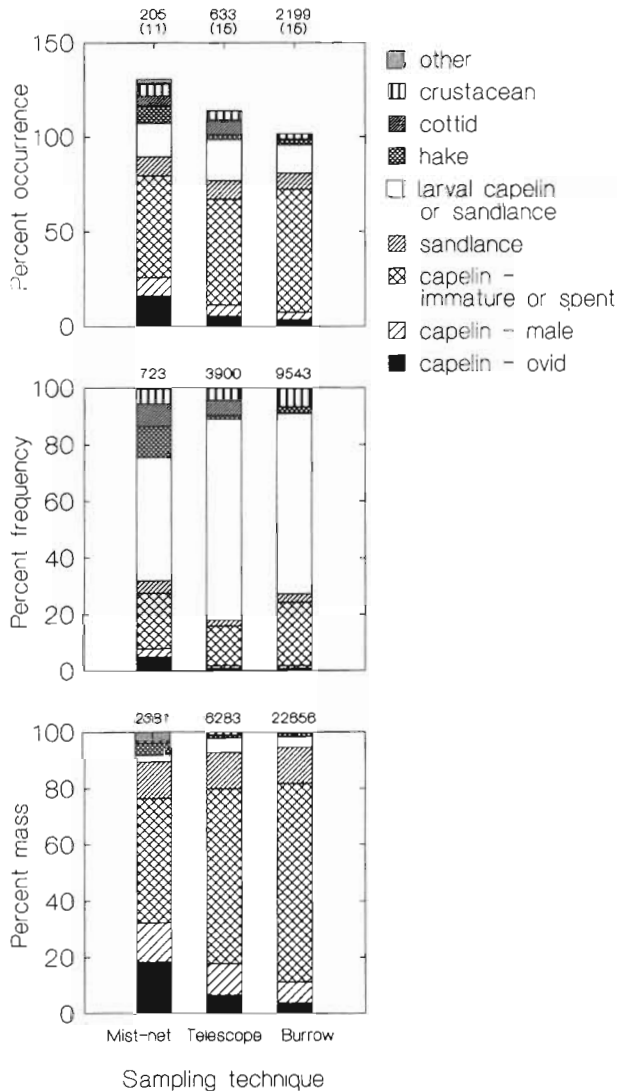 205 633 2199
(11) (15) (15)
150
100
50
0
Percent occurrence
other
crustacean
cottid
hake
larval capelin
or sandlance
sandlance
capelin -
immature or spent
capelin - male
capelin - ovid
723 3900 9543
100
80
60
40
20
0
Percent frequency
2381 6283 22856
100
80
60
40
20
0
Percent mass
Mist-net Telescope Burrow
Sampling technique